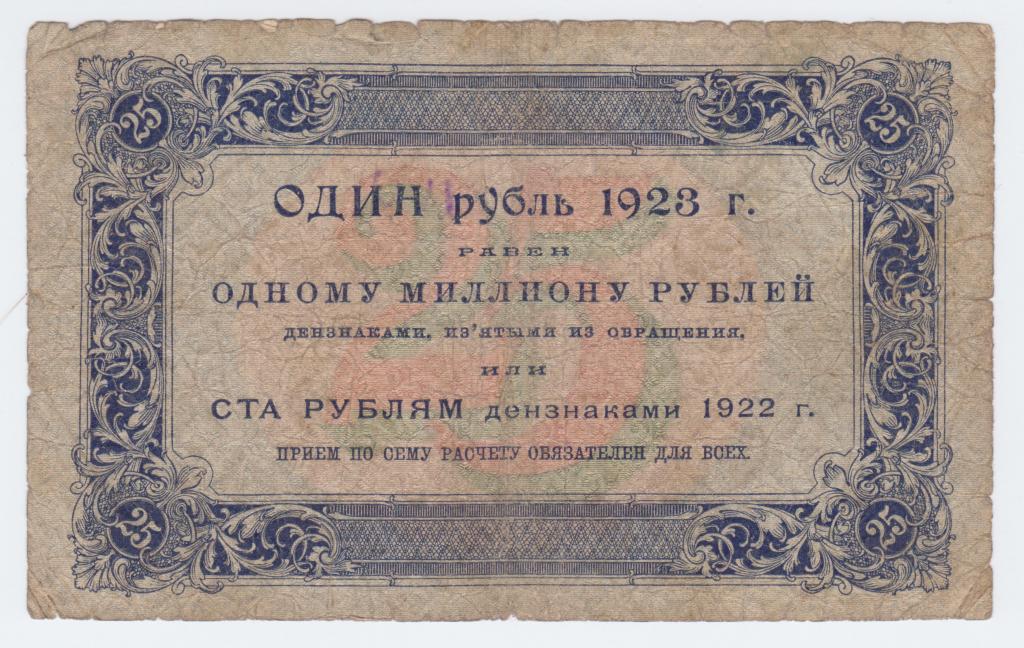 25 25
ОДИН рубль 1923 г.
РАВЕН
ОДНОМУ МИЛЛИОНУ РУБЛЕЙ
ДЕНЗНАКАМИ, ИЗ'ЯТЫМИ ИЗ ОБРАЩЕНИЯ,
ИЛИ
СТА РУБЛЯМ дензнаками 1922 г.
ПРИЕМ ПО СЕМУ РАСЧЕТУ ОБЯЗАТЕЛЕН ДЛЯ ВСЕХ.
25
25 25